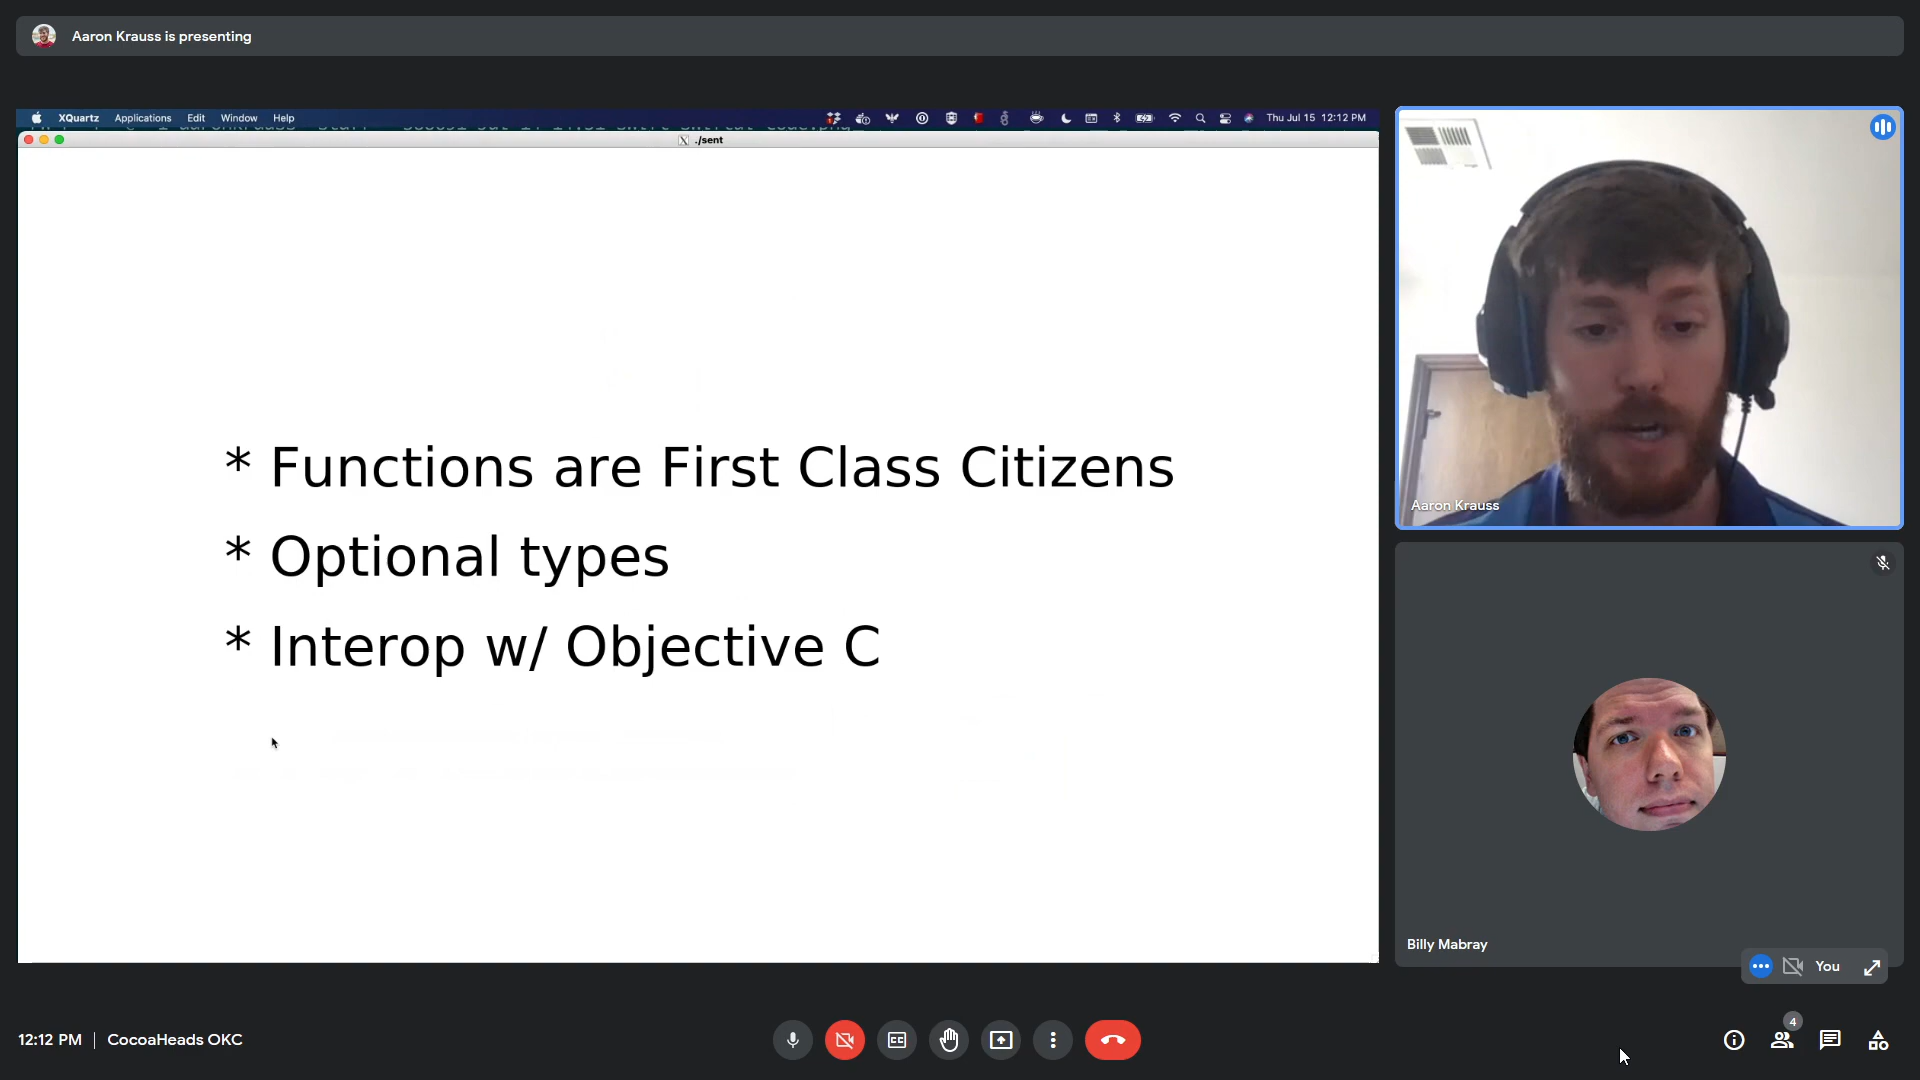 Aaron Krauss is presenting
XQuartz Applications Edit Window Help
Thu Jul 15 12:12 PM
./sent
* Functions are First Class Citizens
* Optional types
* Interop w/ Objective C
Aaron Krauss
Billy Mabray
You
12:12 PM | CocoaHeads OKC
4